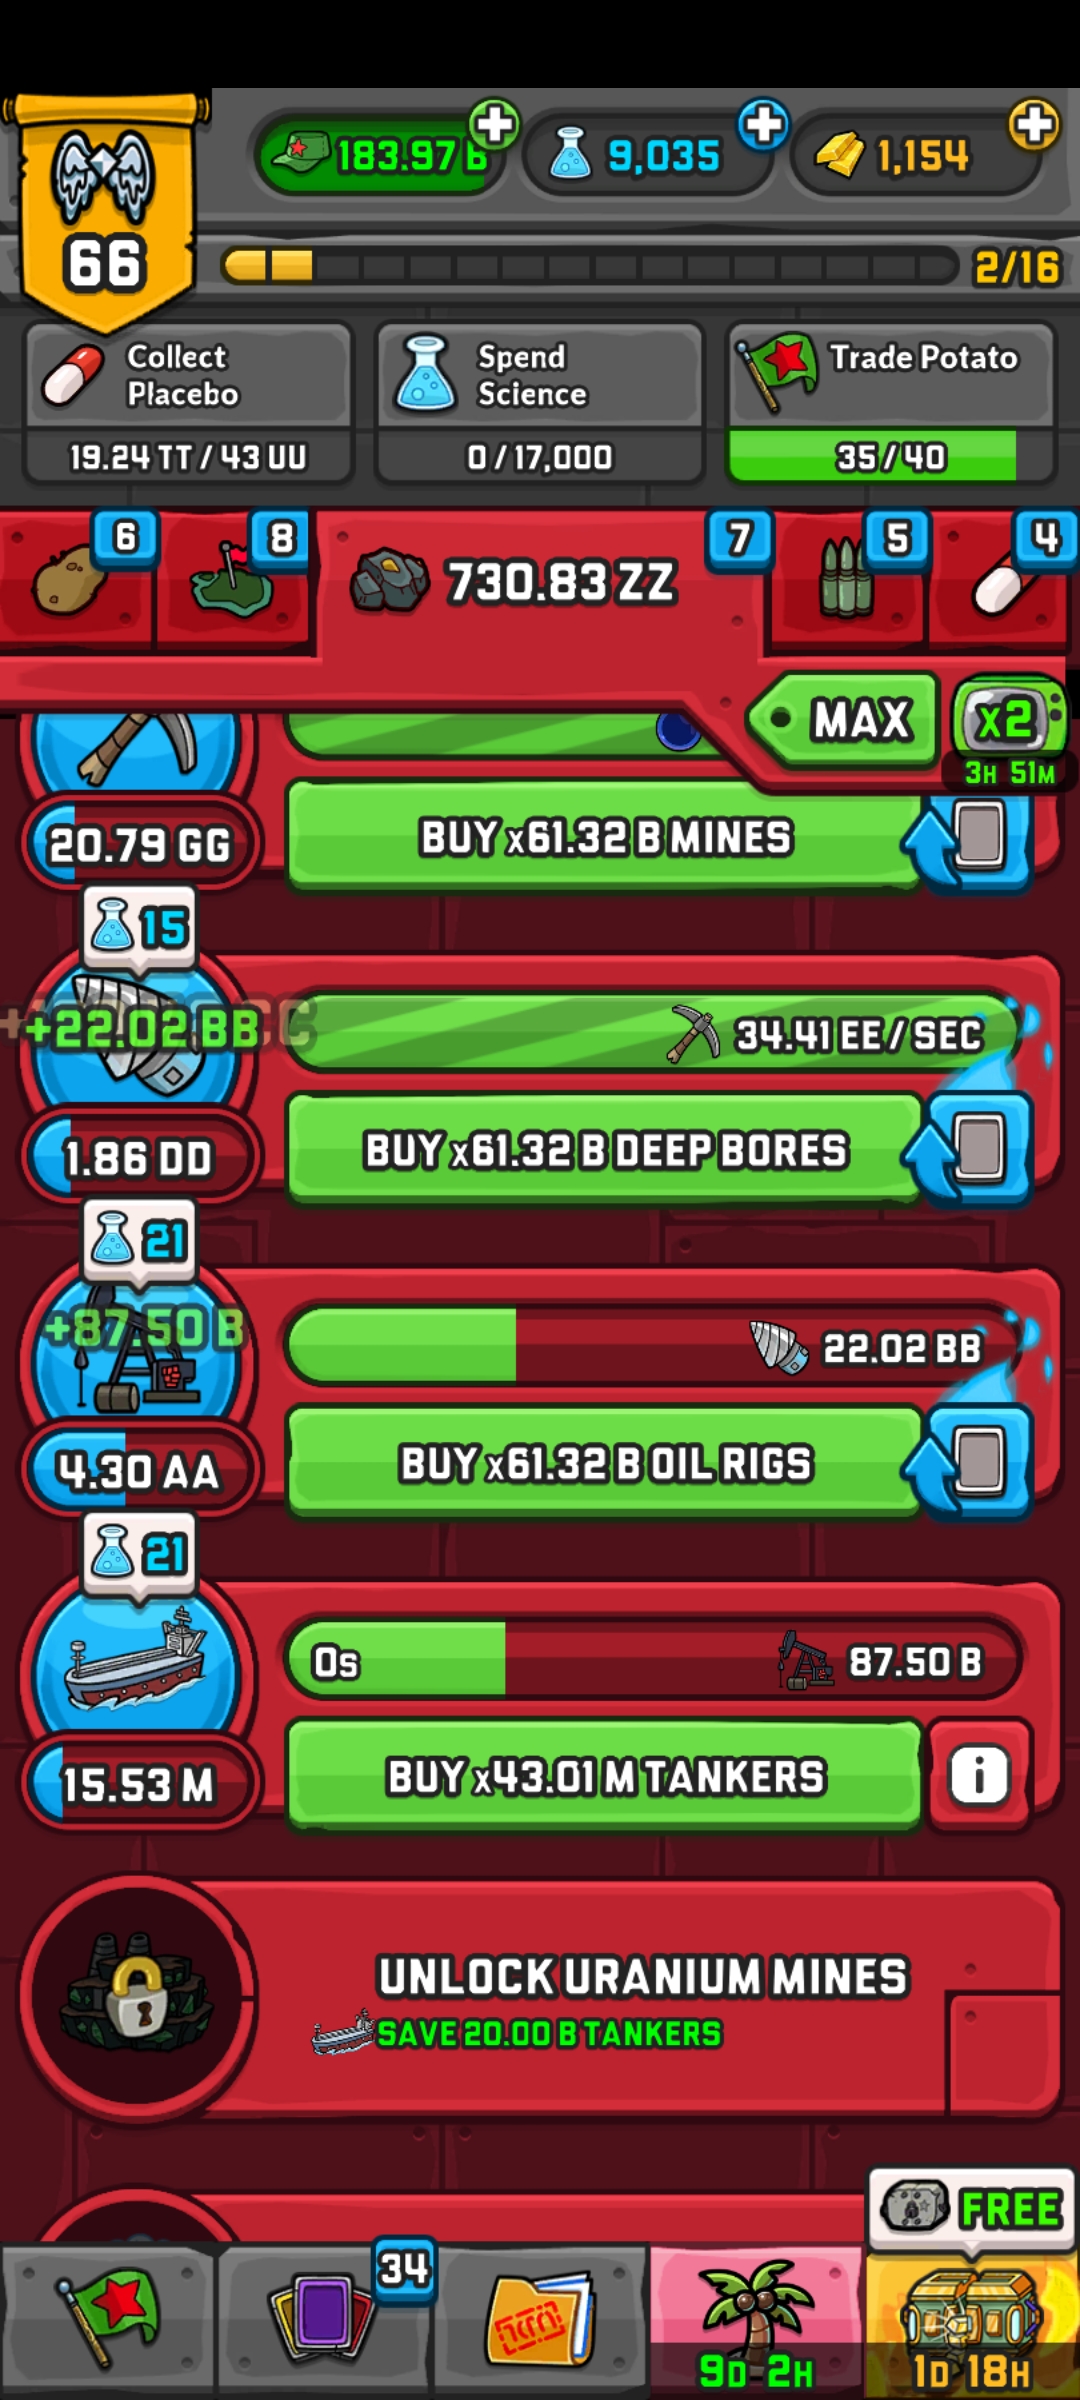 183.97 B
9,035
1,154
66
2/16
Collect
Placebo
19.24 TT / 43 UU
Spend
Science
0 / 17,000
Trade Potato
35 / 40
6
8
730.83 ZZ
7
5
4
MAX
x2
3H 51M
20.79 GG
BUY x61.32 B MINES
15
+22.02 BB
34.41 EE / SEC
1.86 DD
BUY x61.32 B DEEP BORES
21
+87.50 B
22.02 BB
4.30 AA
BUY x61.32 B OIL RIGS
21
0s
87.50 B
15.53 M
BUY x43.01 M TANKERS
i
UNLOCK URANIUM MINES
SAVE 20.00 B TANKERS
FREE
34
9D 2H
1D 18H